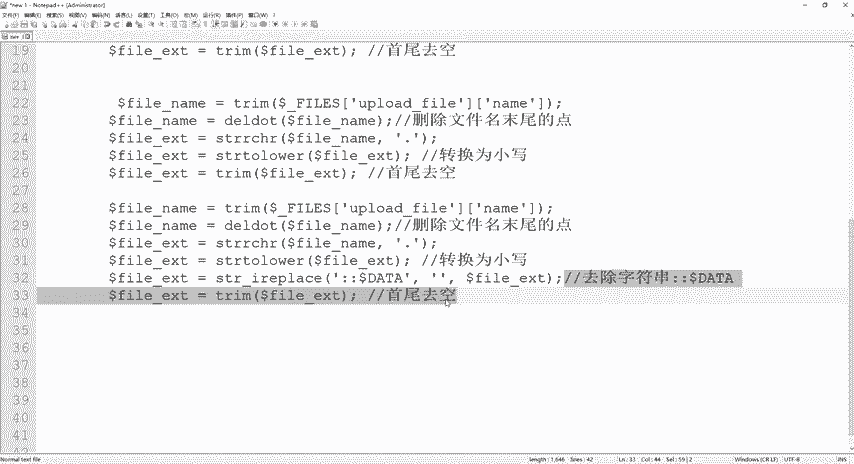 *new 1 - Notepad++ [Administrator]
文件(F) 编辑(E) 搜索(S) 视图(V) 编码(N) 语言(L) 设置(T) 工具(O) 宏(M) 运行(R) 插件(P) 窗口(W) ?
new 1
19 $file_ext = trim($file_ext); //首尾去空
20
21
22 $file_name = trim($_FILES['upload_file']['name']);
23 $file_name = deldot($file_name);//删除文件名末尾的点
24 $file_ext = strrchr($file_name, '.');
25 $file_ext = strtolower($file_ext); //转换为小写
26 $file_ext = trim($file_ext); //首尾去空
27
28 $file_name = trim($_FILES['upload_file']['name']);
29 $file_name = deldot($file_name);//删除文件名末尾的点
30 $file_ext = strrchr($file_name, '.');
31 $file_ext = strtolower($file_ext); //转换为小写
32 $file_ext = str_ireplace('::$DATA', '', $file_ext);//去除字符串::$DATA
33 $file_ext = trim($file_ext); //首尾去空
34
35
36
37
38
39
40
41
Normal text file length : 1,646 lines : 42 Ln : 33 Col : 44 Sel : 59 | 2 Windows (CR LF) UTF-8 INS